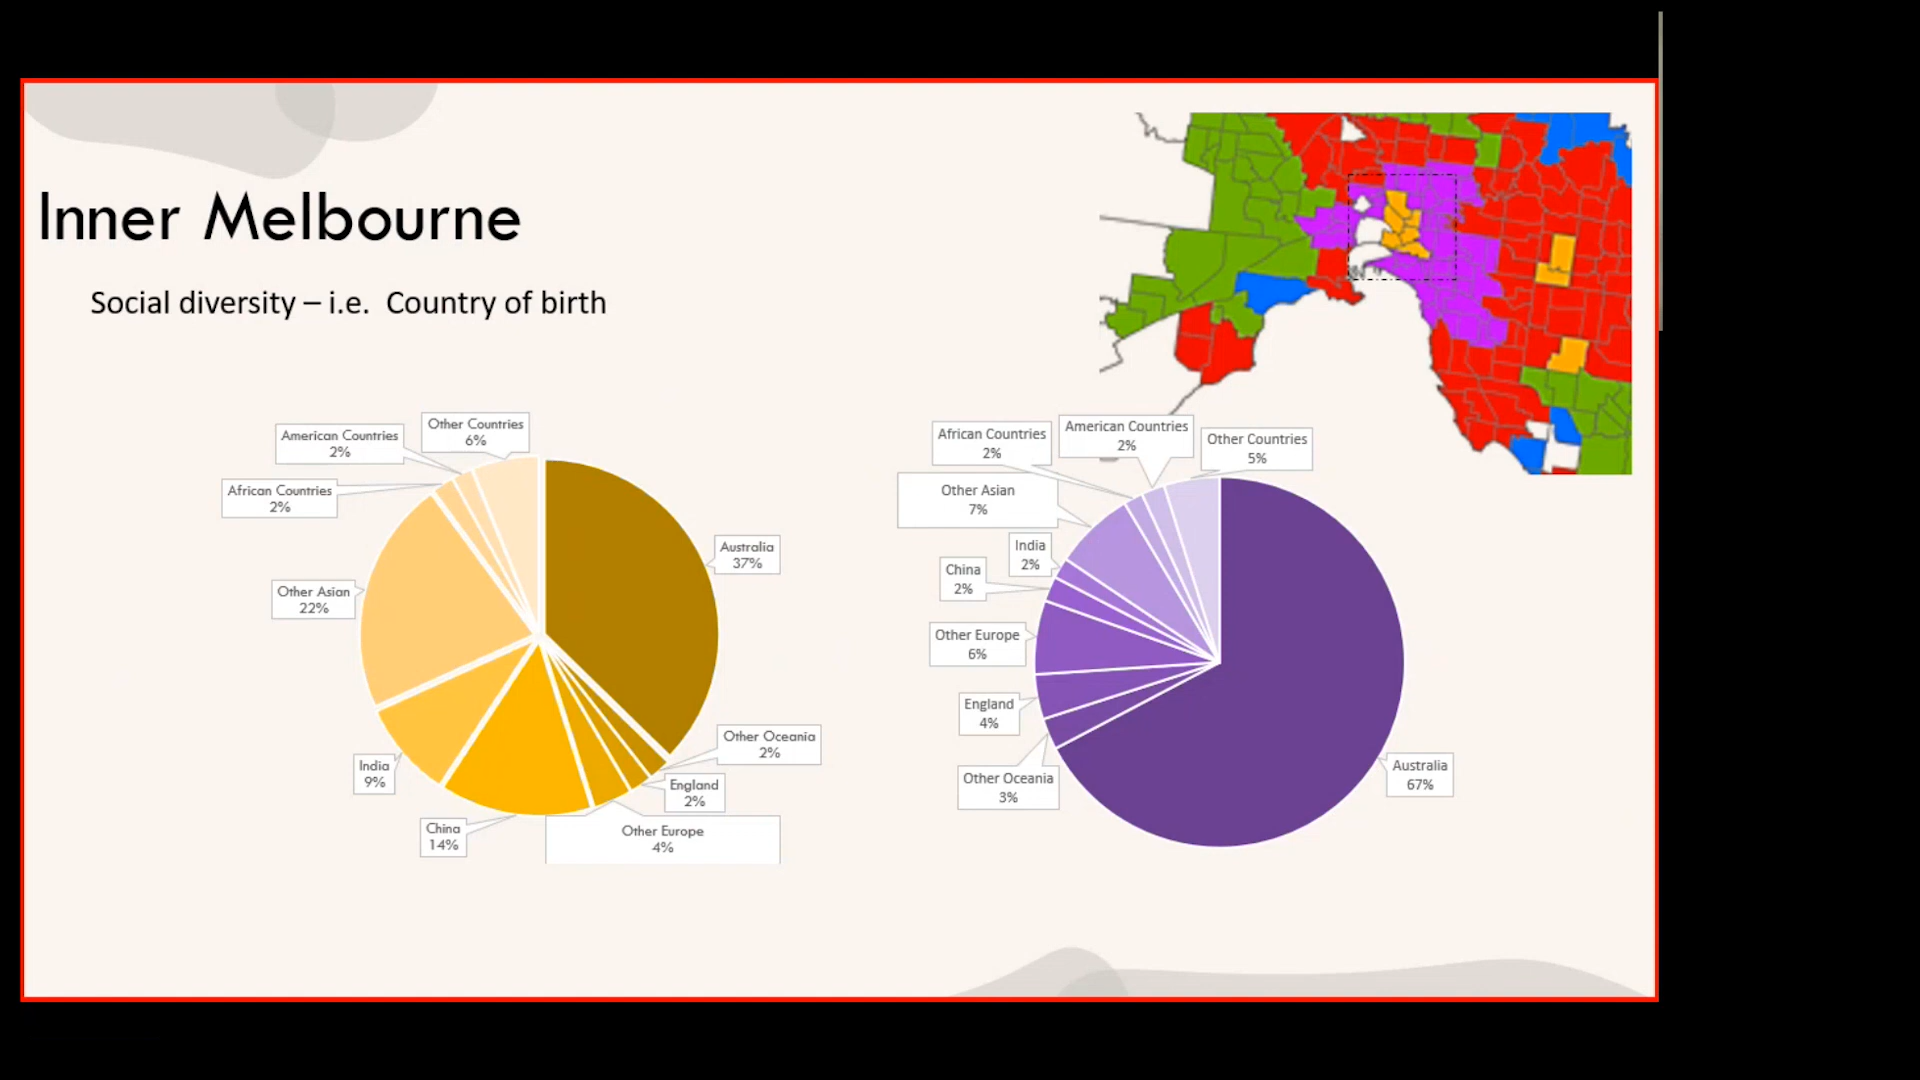 Inner Melbourne
Social diversity – i.e. Country of birth
Other Countries
6%
American Countries
2%
African Countries
2%
Australia
37%
Other Asian
22%
Other Oceania
2%
India
9%
England
2%
China
14%
Other Europe
4%
American Countries
2%
African Countries
2%
Other Countries
5%
Other Asian
7%
India
2%
China
2%
Other Europe
6%
England
4%
Other Oceania
3%
Australia
67%